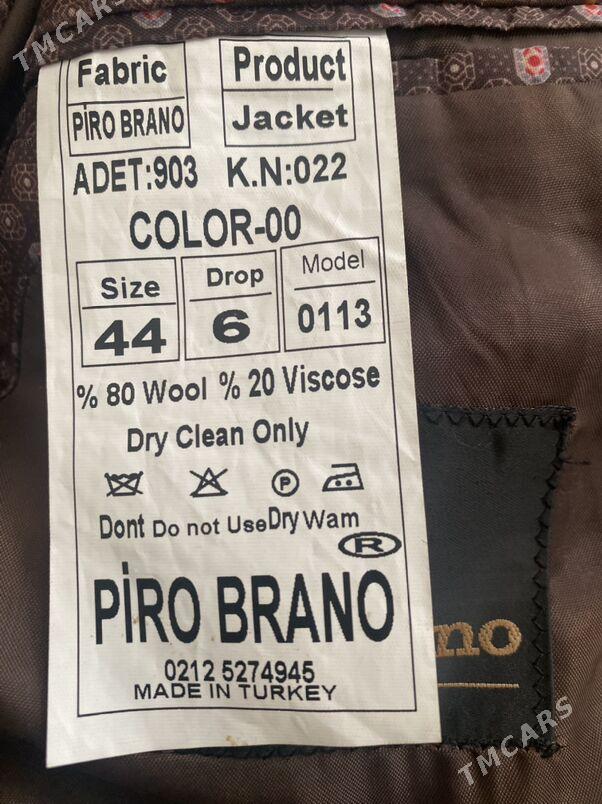 TMCARS
Fabric Product
PİRO BRANO Jacket
ADET:903 K.N:022
COLOR-00
Size Drop Model
44 6 0113
% 80 Wool % 20 Viscose
Dry Clean Only
P
Dont Do not Use Dry Wam
R
PİRO BRANO
no
0212 5274945
MADE IN TURKEY
TMCARS